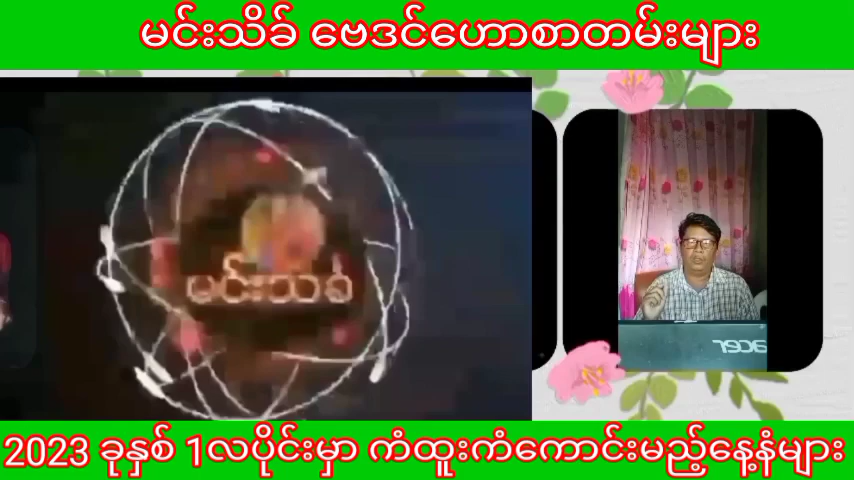 မင်းသိခ် ဗေဒင်ဟောစာတမ်းများ
မင်းသိခ်
acer
2023 ခုနှစ် 1လပိုင်းမှာ ကံထူးကံကောင်းမည့်နေ့နံများ